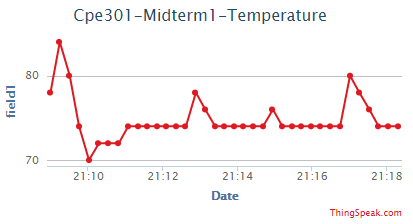 Cpe301-Midterm1-Temperature
80
70
field1
21:10 21:12 21:14 21:16 21:18
Date
ThingSpeak.com